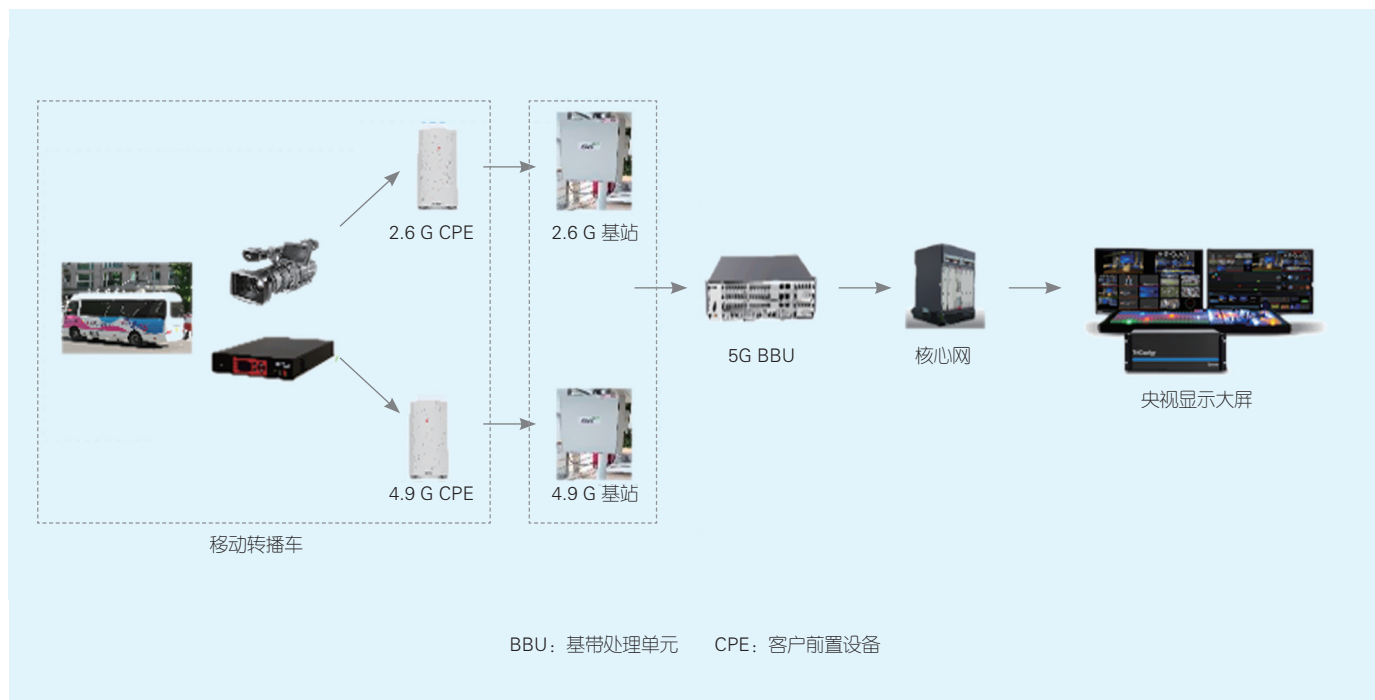 2.6 G CPE
2.6 G 基站
5G BBU
核心网
央视显示大屏
4.9 G CPE
4.9 G 基站
移动转播车
BBU：基带处理单元 CPE：客户前置设备